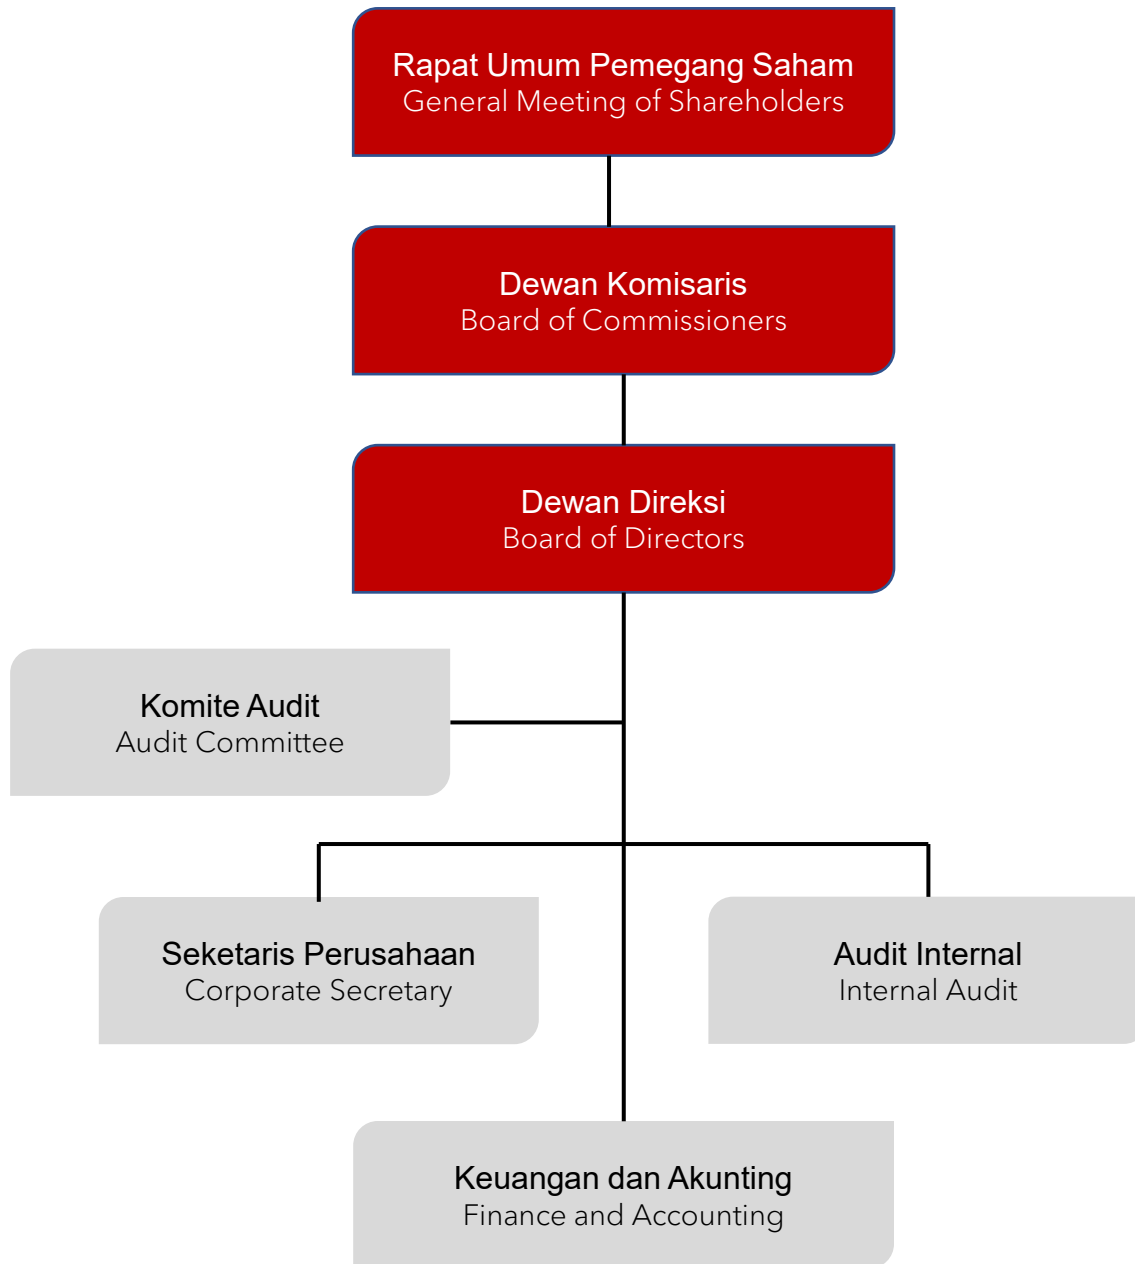 Rapat Umum Pemegang Saham
General Meeting of Shareholders
Dewan Komisaris
Board of Commissioners
Dewan Direksi
Board of Directors
Komite Audit
Audit Committee
Seketaris Perusahaan
Corporate Secretary
Audit Internal
Internal Audit
Keuangan dan Akunting
Finance and Accounting